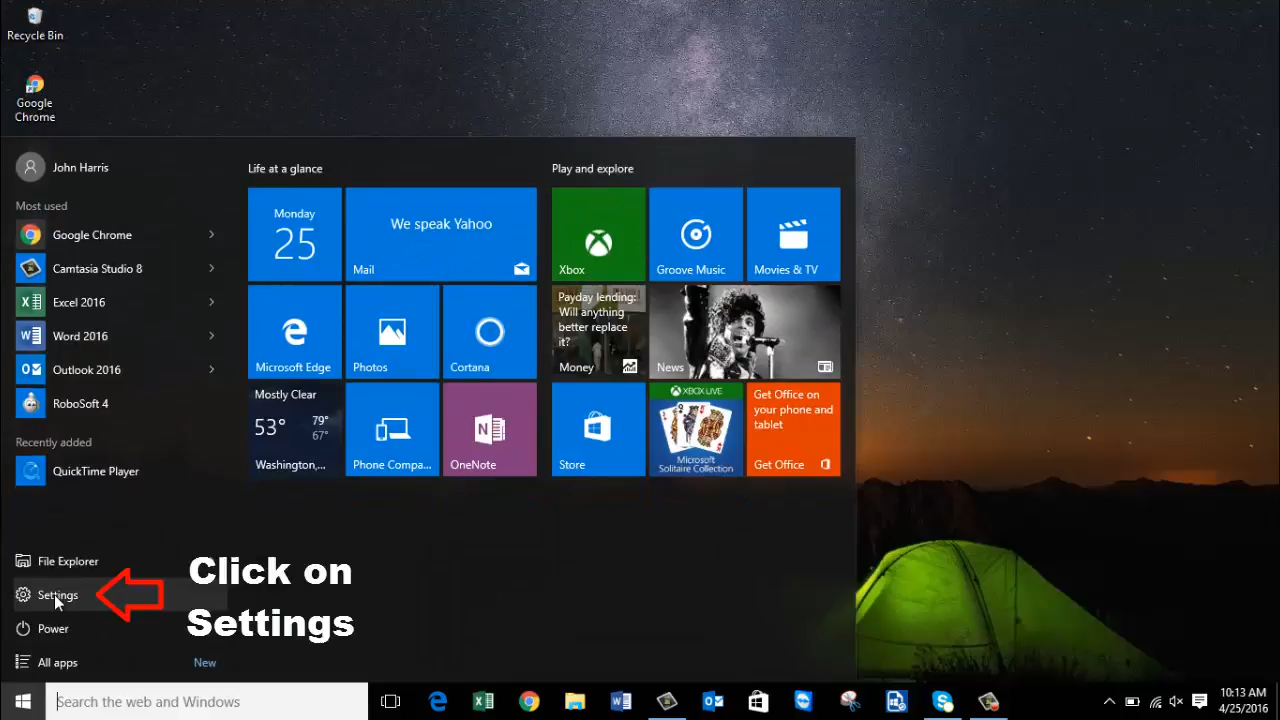 Recycle Bin
Google
Chrome
John Harris
Most used
Google Chrome
Camtasia Studio 8
Excel 2016
Word 2016
Outlook 2016
RoboSoft 4
Recently added
QuickTime Player
File Explorer
Settings
Power
All apps
New
Life at a glance
Monday
25
We speak Yahoo
Mail
Microsoft Edge
Photos
Cortana
Mostly Clear
53°
79°
67°
Washington,...
Phone Compa...
OneNote
Play and explore
Xbox
Groove Music
Movies & TV
Payday lending:
Will anything
better replace
it?
Money
News
Store
XBOX LIVE
Microsoft
Solitaire Collection
Get Office on
your phone and
tablet
Get Office
Click on
Settings
Search the web and Windows
10:13 AM
4/25/2016